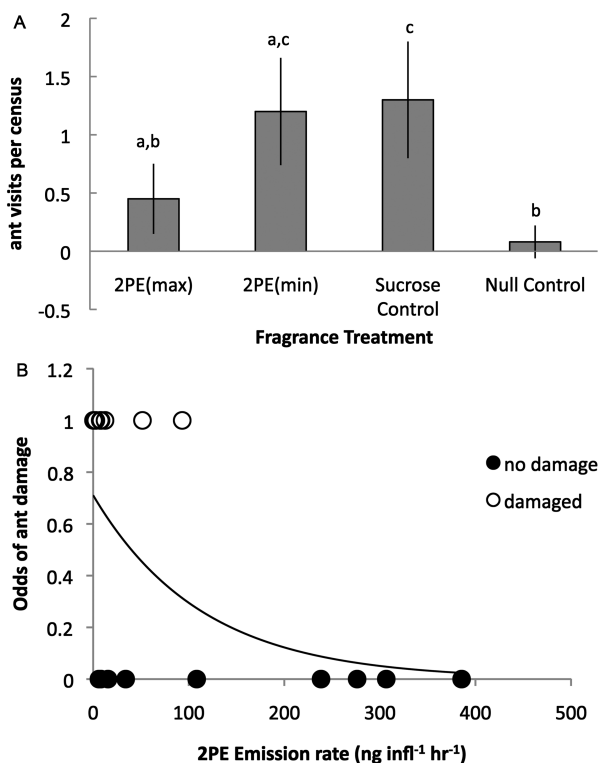 A
ant visits per census
2
1.5
1
0.5
0
-0.5
a,b
a,c
c
b
2PE(max)
2PE(min)
Sucrose
Control
Null Control
Fragrance Treatment
B
Odds of ant damage
1.2
1
0.8
0.6
0.4
0.2
0
no damage
damaged
0 100 200 300 400 500
2PE Emission rate (ng infl⁻¹ hr⁻¹)